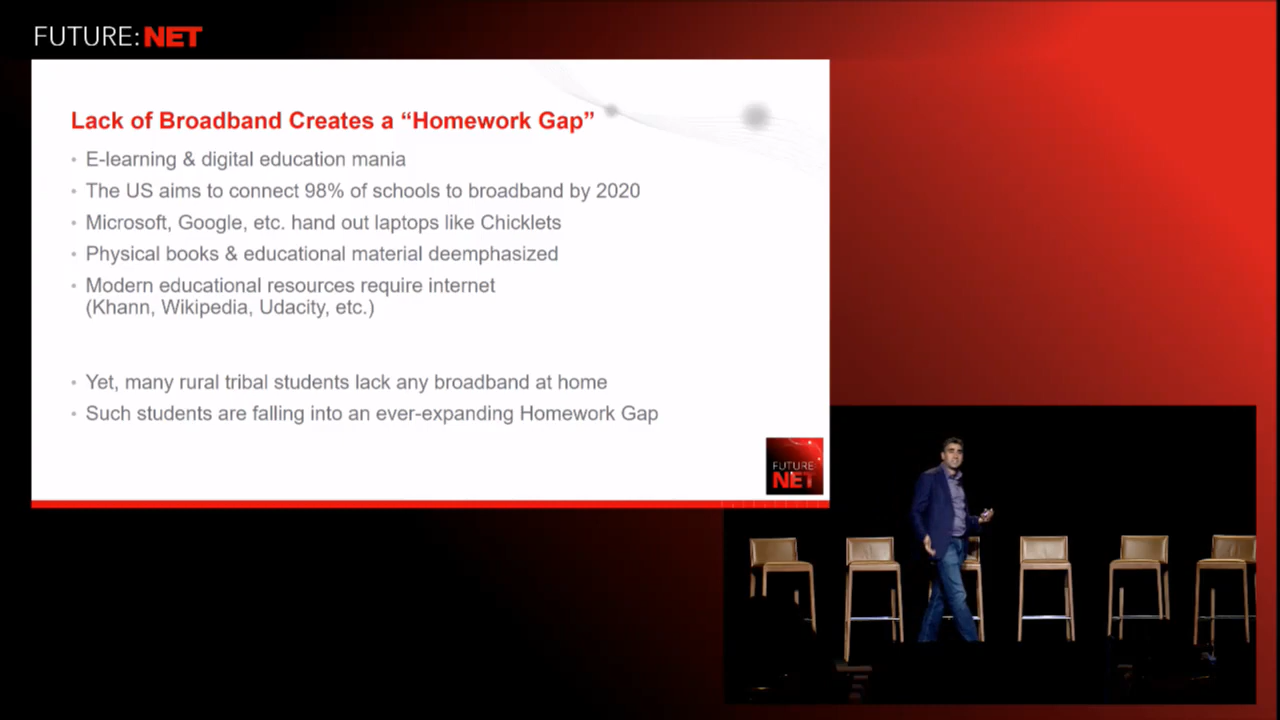 FUTURE:NET
Lack of Broadband Creates a “Homework Gap”
• E-learning & digital education mania
• The US aims to connect 98% of schools to broadband by 2020
• Microsoft, Google, etc. hand out laptops like Chicklets
• Physical books & educational material deemphasized
• Modern educational resources require internet
(Khann, Wikipedia, Udacity, etc.)
• Yet, many rural tribal students lack any broadband at home
• Such students are falling into an ever-expanding Homework Gap
FUTURE:
NET